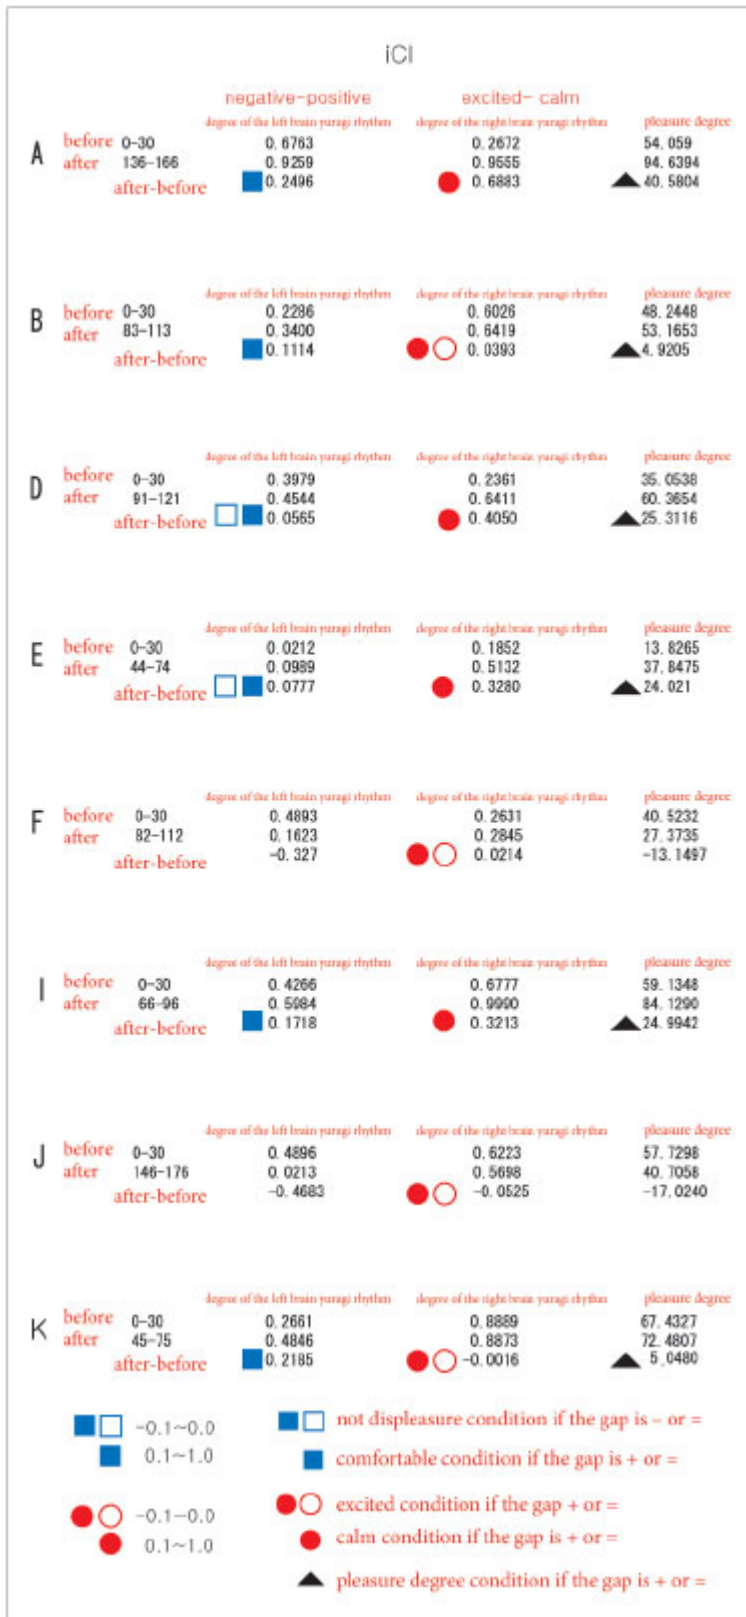 iCI
negative-positive excited- calm
degree of the left brain yuragi rhythm degree of the right brain yuragi rhythm pleasure degree
A before 0-30 0.6763 0.2672 54.059
after 136-166 0.9259 0.9555 94.6394
after-before 0.2496 0.6883 40.5804
degree of the left brain yuragi rhythm degree of the right brain yuragi rhythm pleasure degree
B before 0-30 0.2286 0.6026 48.2448
after 83-113 0.3400 0.6419 53.1653
after-before 0.1114 0.0393 4.9205
degree of the left brain yuragi rhythm degree of the right brain yuragi rhythm pleasure degree
D before 0-30 0.3979 0.2361 35.0538
after 91-121 0.4544 0.6411 60.3654
after-before 0.0565 0.4050 25.3116
degree of the left brain yuragi rhythm degree of the right brain yuragi rhythm pleasure degree
E before 0-30 0.0212 0.1852 13.8265
after 44-74 0.0989 0.5132 37.8475
after-before 0.0777 0.3280 24.021
degree of the left brain yuragi rhythm degree of the right brain yuragi rhythm pleasure degree
F before 0-30 0.4893 0.2631 40.5232
after 82-112 0.1623 0.2845 27.3735
after-before -0.327 0.0214 -13.1497
degree of the left brain yuragi rhythm degree of the right brain yuragi rhythm pleasure degree
I before 0-30 0.4266 0.6777 59.1348
after 66-96 0.5984 0.9990 84.1290
after-before 0.1718 0.3213 24.9942
degree of the left brain yuragi rhythm degree of the right brain yuragi rhythm pleasure degree
J before 0-30 0.4896 0.6223 57.7298
after 146-176 0.0213 0.5698 40.7058
after-before -0.4683 -0.0525 -17.0240
degree of the left brain yuragi rhythm degree of the right brain yuragi rhythm pleasure degree
K before 0-30 0.2661 0.8889 67.4327
after 45-75 0.4846 0.8873 72.4807
after-before 0.2185 -0.0016 5.0480
-0.1~0.0 not displeasure condition if the gap is – or =
0.1~1.0 comfortable condition if the gap is + or =
-0.1-0.0 excited condition if the gap + or =
0.1~1.0 calm condition if the gap is + or =
pleasure degree condition if the gap is + or =